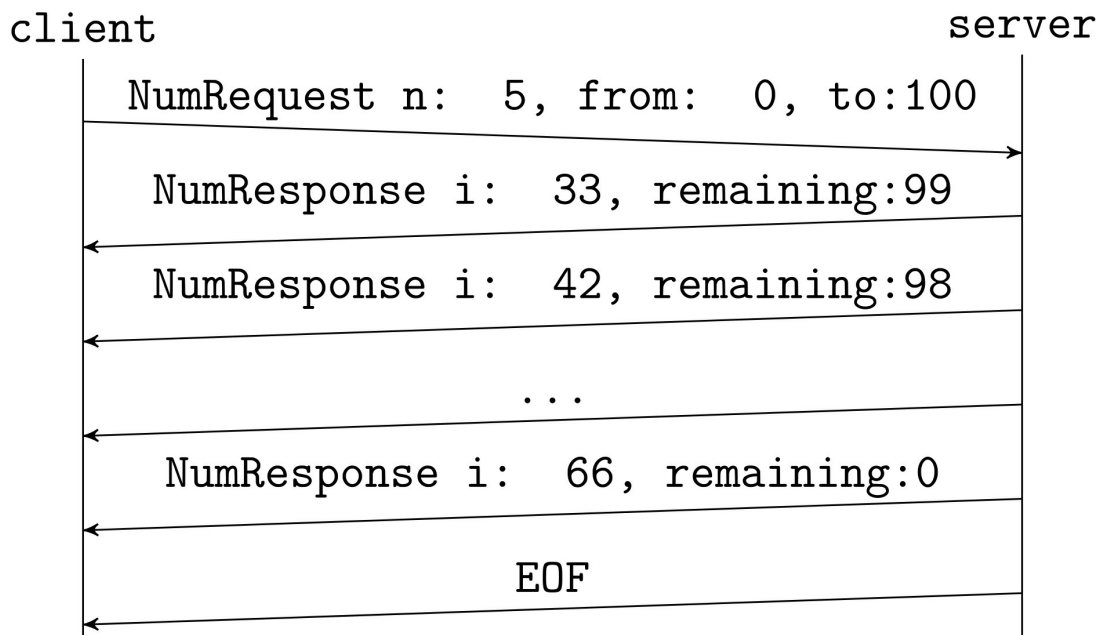 client server
NumRequest n: 5, from: 0, to:100
NumResponse i: 33, remaining:99
NumResponse i: 42, remaining:98
...
NumResponse i: 66, remaining:0
EOF